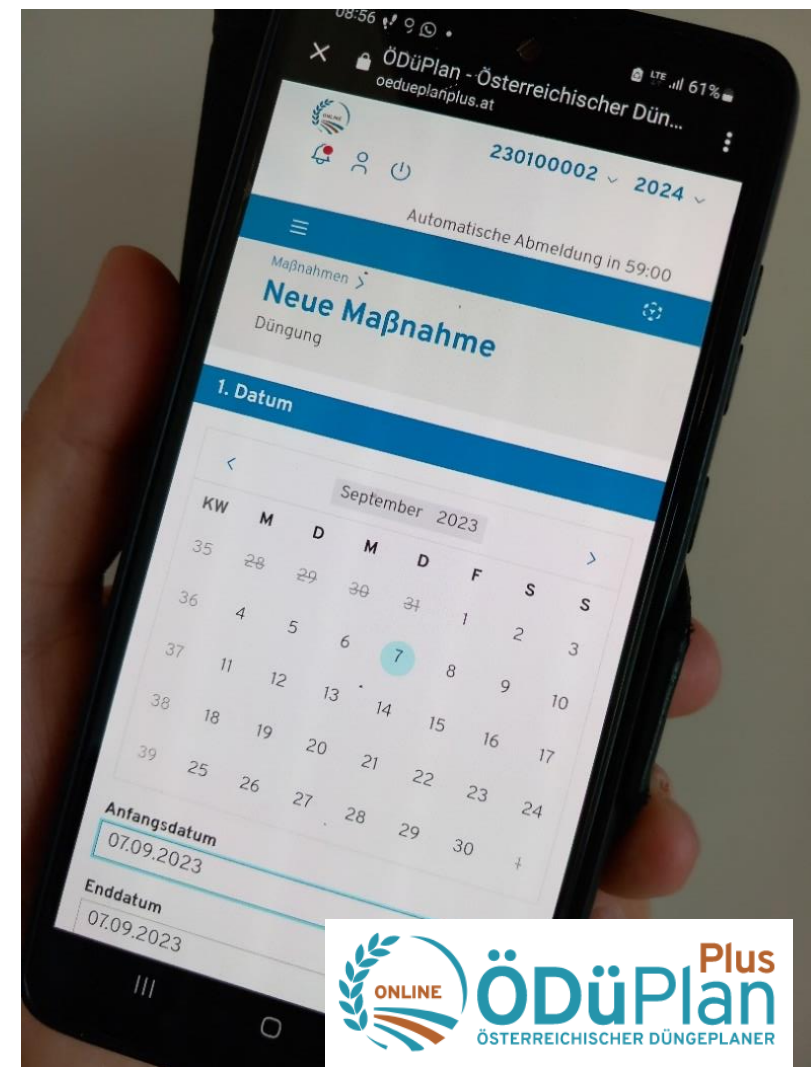 08:56
LTE 61%
ÖDüPlan - Österreichischer Dün...
oedueplanplus.at
ONLINE
230100002 2024
Automatische Abmeldung in 59:00
Maßnahmen >
Neue Maßnahme
Düngung
1. Datum
< September 2023 >
KW M D M D F S S
35 28 29 30 31 1 2 3
36 4 5 6 7 8 9 10
37 11 12 13 14 15 16 17
38 18 19 20 21 22 23 24
39 25 26 27 28 29 30 1
Anfangsdatum
07.09.2023
Enddatum
07.09.2023
ONLINE
ÖDüPlan Plus
ÖSTERREICHISCHER DÜNGEPLANER